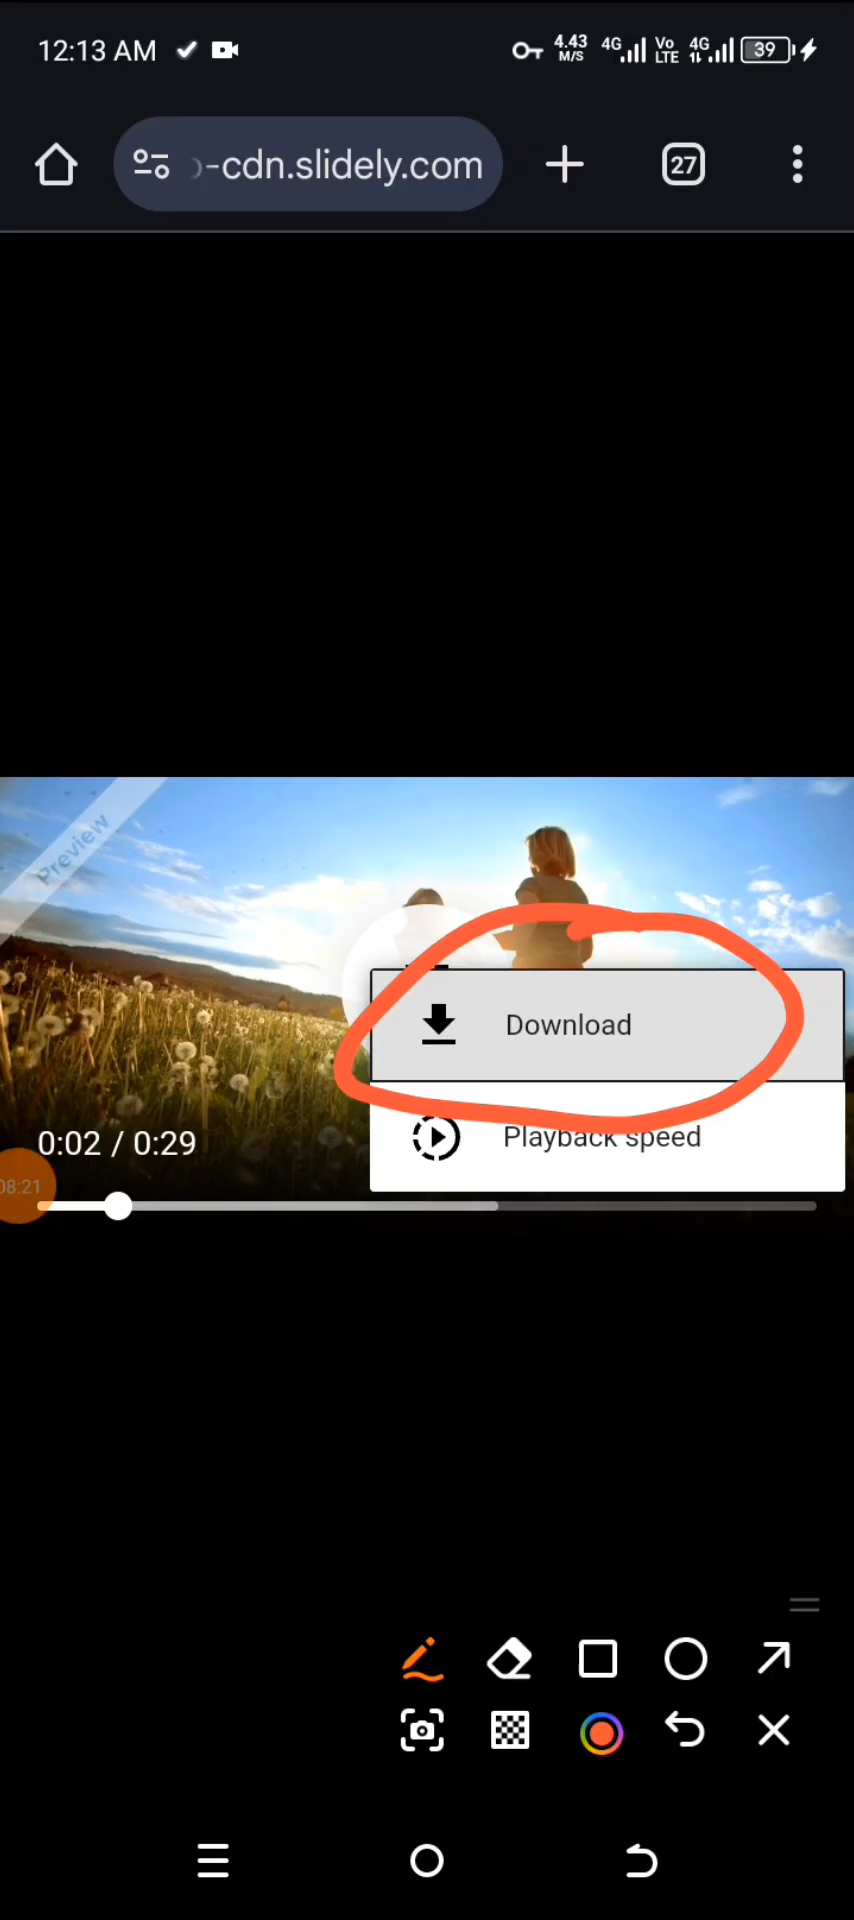 12:13 AM
4.43 M/S 4G Vo LTE 4G 39
-cdn.slidely.com
27
Preview
Download
Playback speed
0:02 / 0:29
08:21